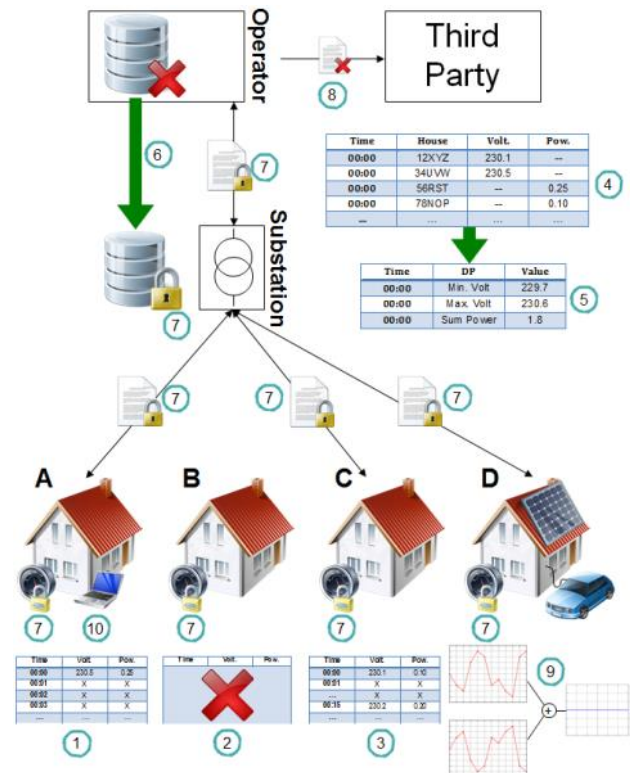 Operator
Third
Party
8
6
7
Time House Volt. Pow.
00:00 12XYZ 230.1 --
00:00 34UVW 230.5 --
00:00 56RST -- 0.25
00:00 78NOP -- 0.10
... ... ... ...
4
Substation
Time DP Value
00:00 Min. Volt 229.7
00:00 Max. Volt 230.6
00:00 Sum Power 1.8
5
7
7
7
7
A
B
C
D
7
10
7
7
7
Time Volt. Pow.
00:00 230.5 0.25
00:01 X X
00:02 X X
00:03 X X
... ... ...
1
Time Volt. Pow.
2
Time Volt. Pow.
00:00 230.1 0.10
00:01 X X
... X X
00:15 230.2 0.20
... ... ...
3
9
+